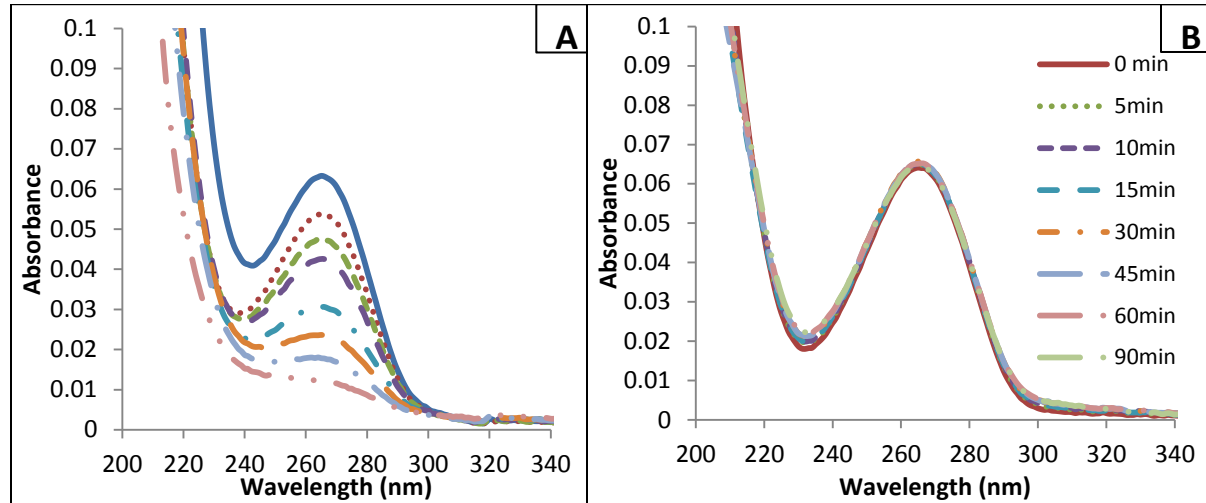 A
0.1
0.09
0.08
0.07
0.06
0.05
0.04
0.03
0.02
0.01
0
Absorbance
200 220 240 260 280 300 320 340
Wavelength (nm)
B
0.1
0.09
0.08
0.07
0.06
0.05
0.04
0.03
0.02
0.01
0
Absorbance
200 220 240 260 280 300 320 340
Wavelength (nm)
0 min
5min
10min
15min
30min
45min
60min
90min